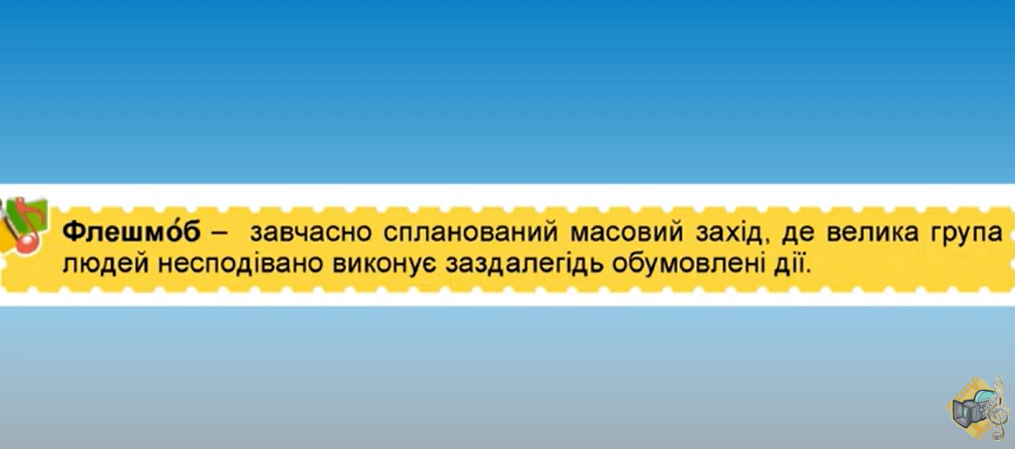 Флешмо́б – завчасно спланований масовий захід, де велика група
людей несподівано виконує заздалегідь обумовлені дії.